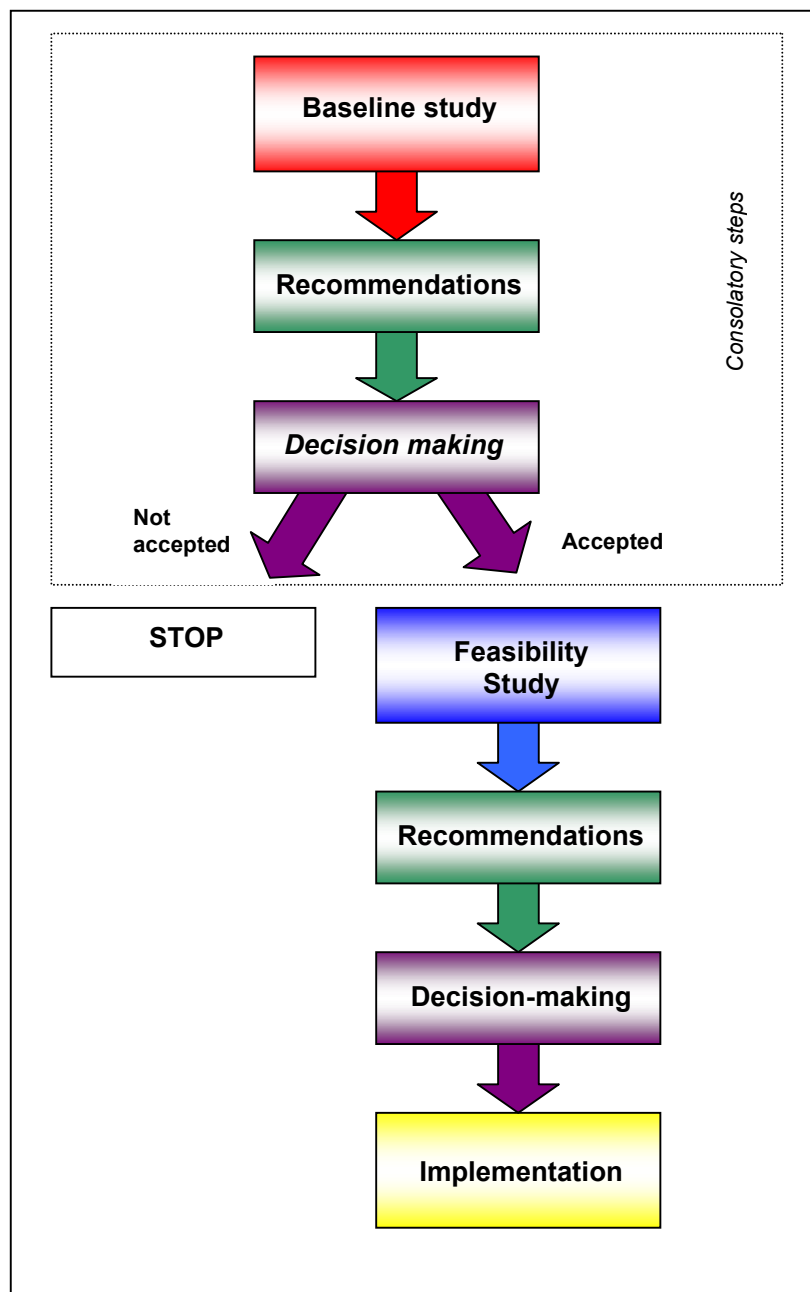 Baseline study
Consolatory steps
Recommendations
Decision making
Not
accepted
Accepted
STOP
Feasibility
Study
Recommendations
Decision-making
Implementation